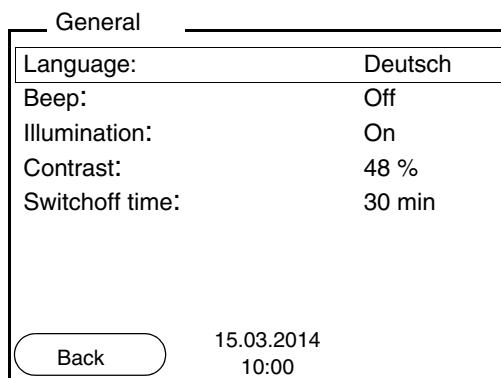 General
Language: Deutsch
Beep: Off
Illumination: On
Contrast: 48 %
Switchoff time: 30 min
15.03.2014
Back
10:00